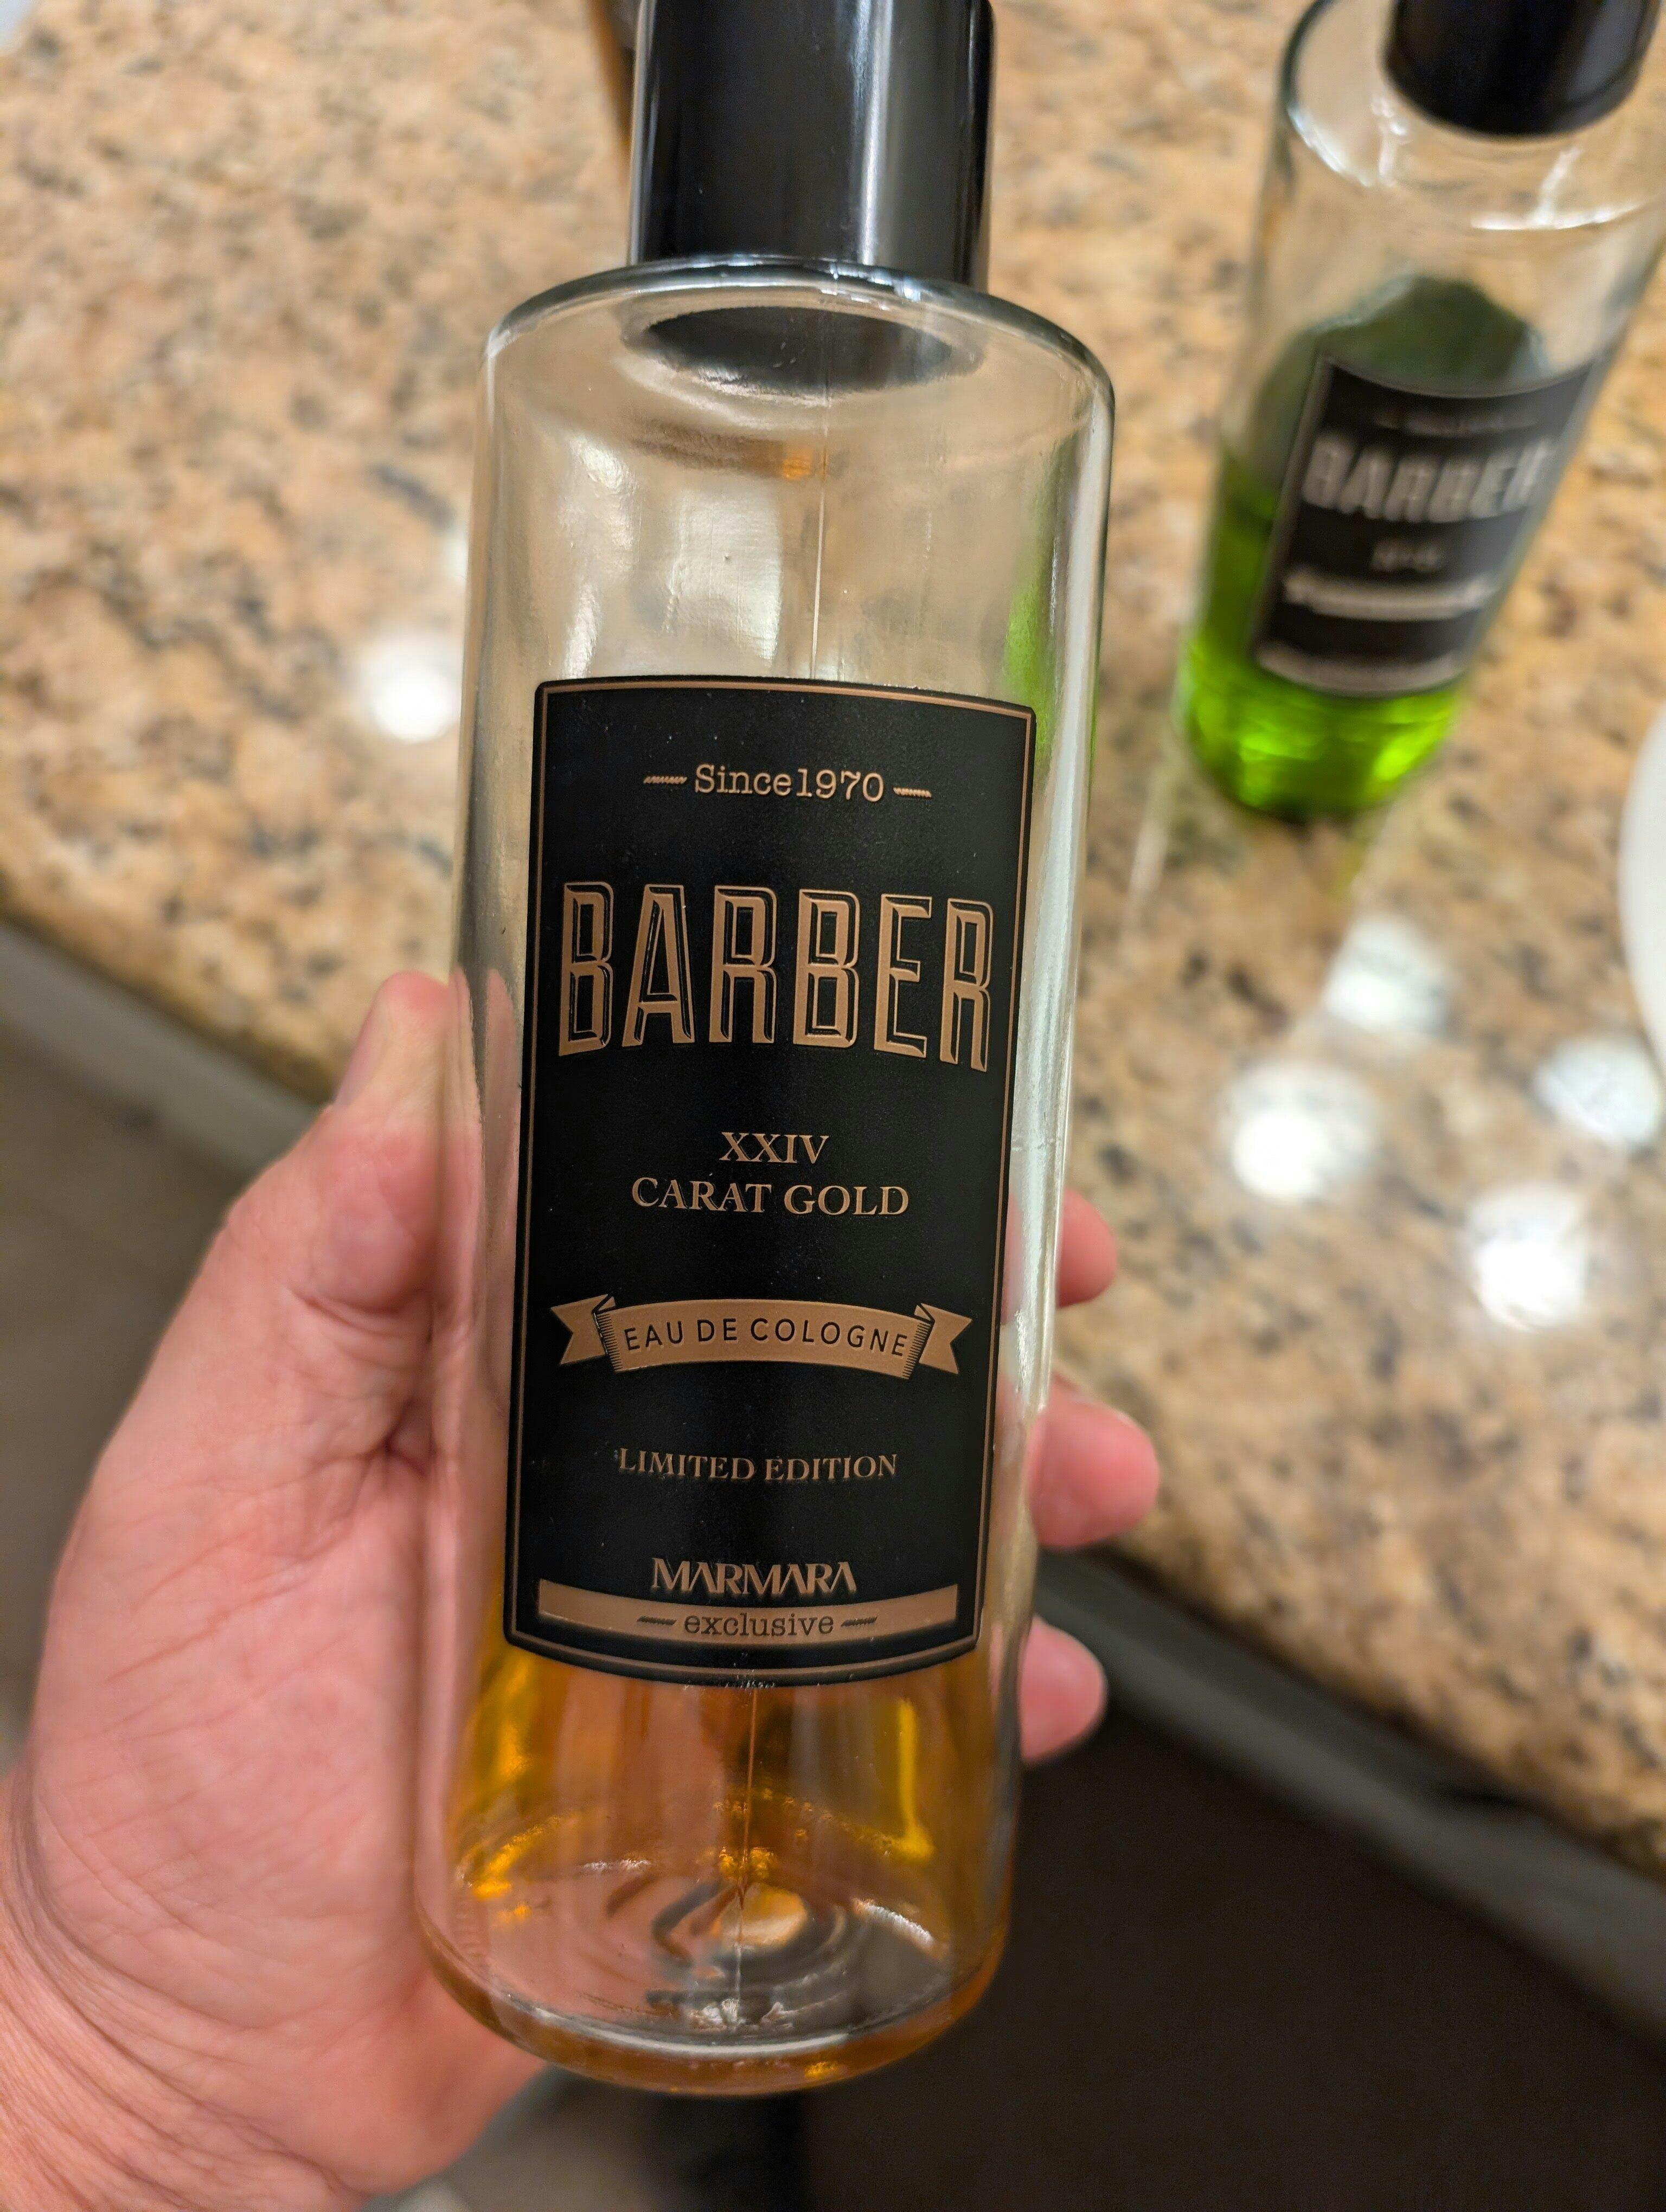 Since1970
BARBER
XXIV
CARAT GOLD
EAU DE COLOGNE
LIMITED EDITION
MARMARA
exclusive
BARBER